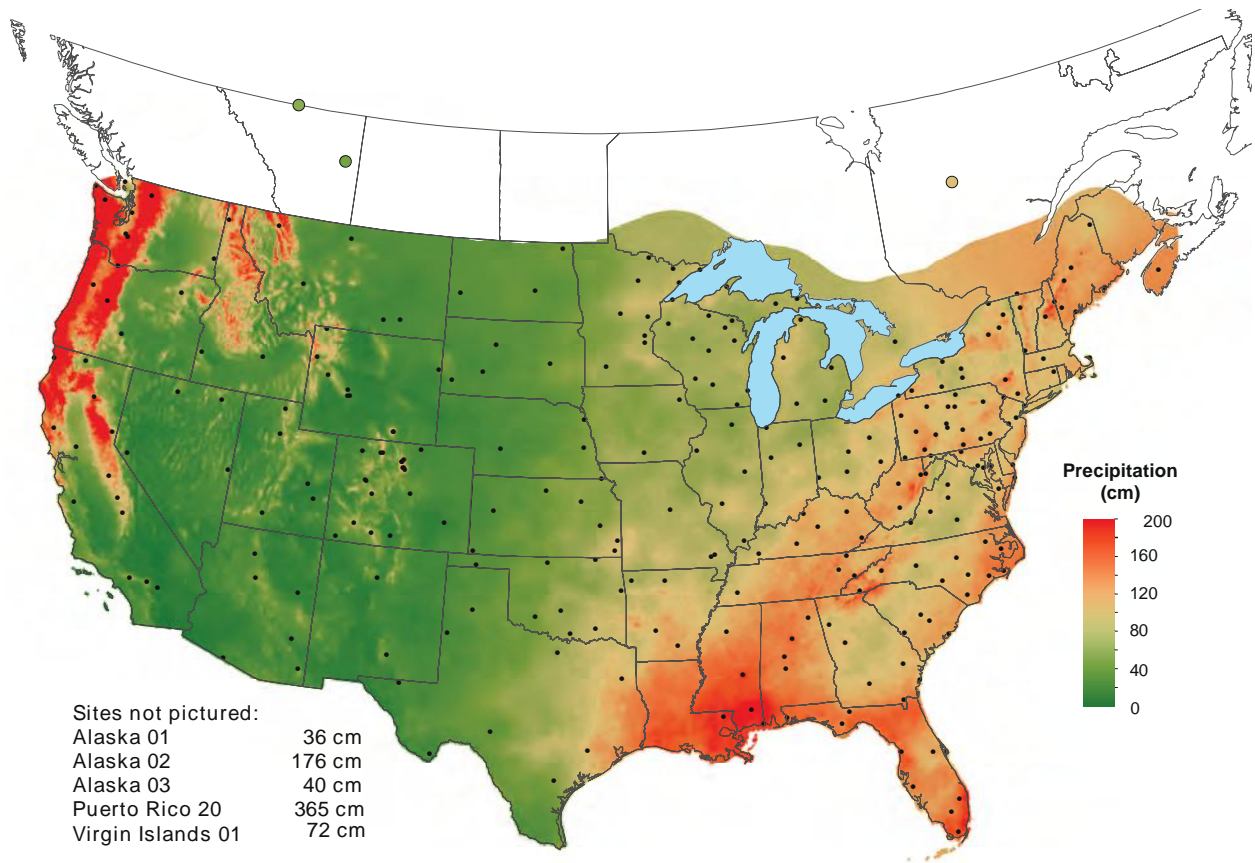 Precipitation
(cm)
200
160
120
80
40
0
Sites not pictured:
Alaska 01 36 cm
Alaska 02 176 cm
Alaska 03 40 cm
Puerto Rico 20 365 cm
Virgin Islands 01 72 cm